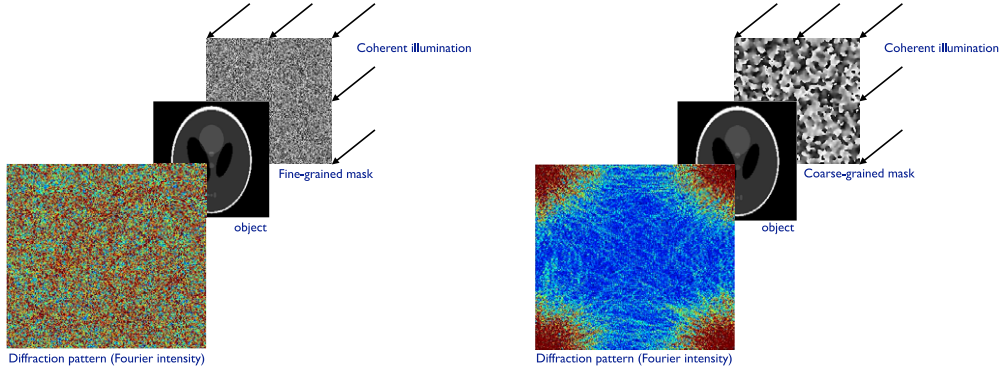 Coherent illumination
Fine-grained mask
object
Diffraction pattern (Fourier intensity)
Coherent illumination
Coarse-grained mask
object
Diffraction pattern (Fourier intensity)